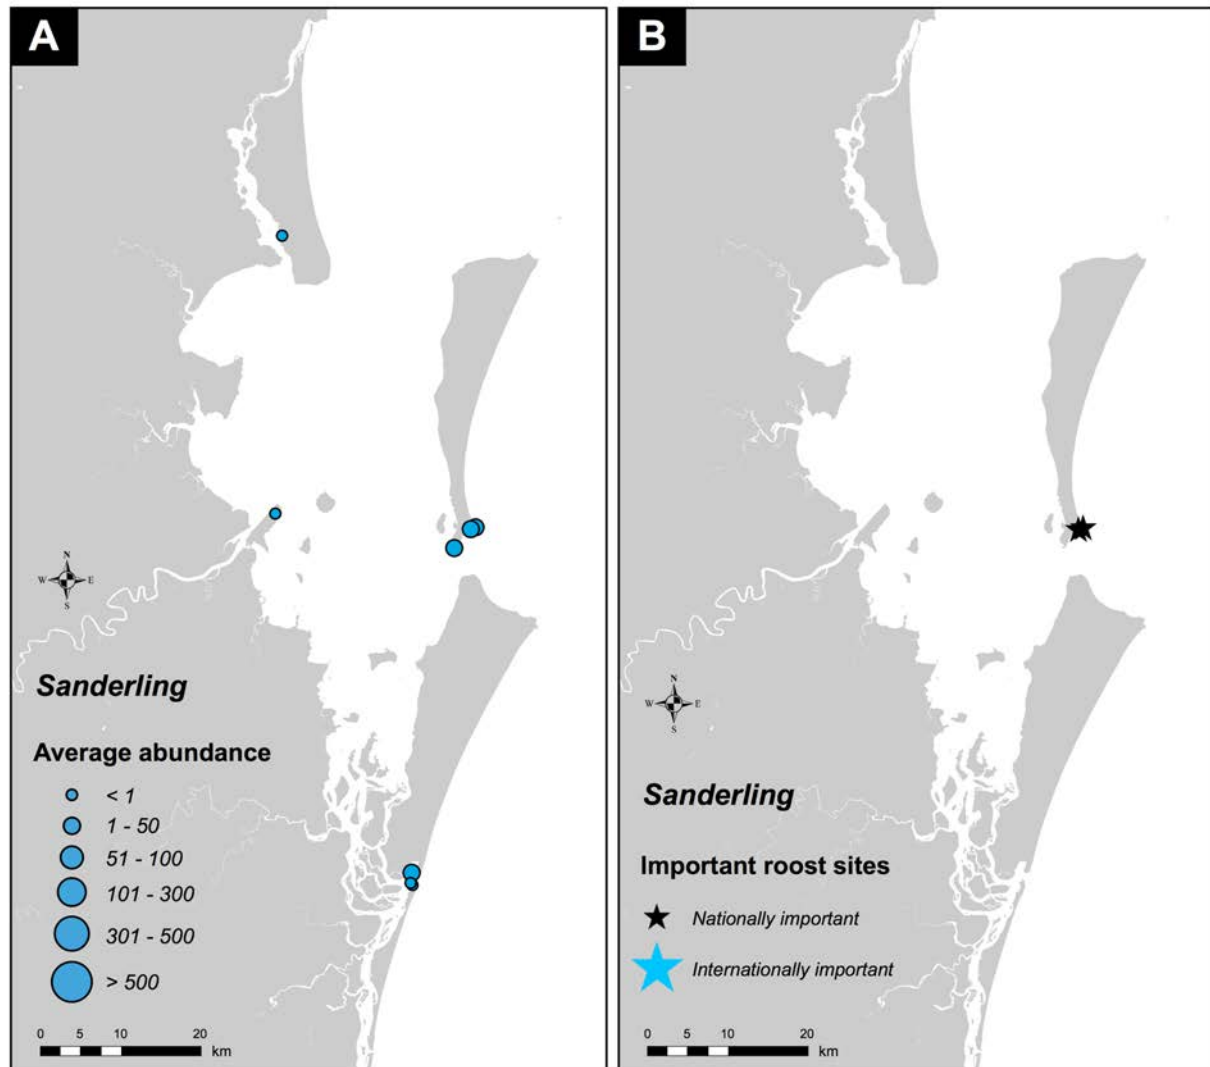 A
N
W E
S
Sanderling
Average abundance
< 1
1 - 50
51 - 100
101 - 300
301 - 500
> 500
0 5 10 20
km
B
N
W E
S
Sanderling
Important roost sites
Nationally important
Internationally important
0 5 10 20
km